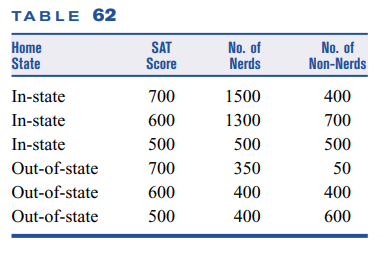 TABLE 62
Home State SAT Score No. of Nerds No. of Non-Nerds
In-state 700 1500 400
In-state 600 1300 700
In-state 500 500 500
Out-of-state 700 350 50
Out-of-state 600 400 400
Out-of-state 500 400 600